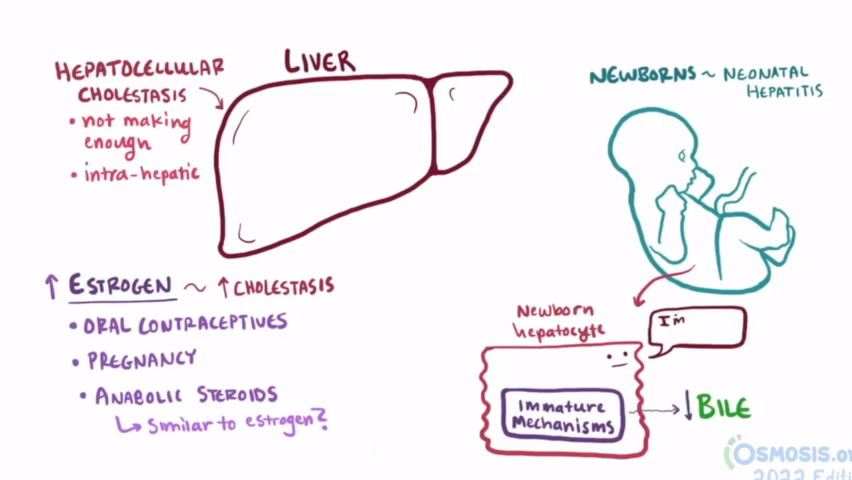 LIVER
HEPATOCELLULAR
CHOLESTASIS
• not making
enough
• intra-hepatic
NEWBORNS ~ NEONATAL
HEPATITIS
↑ ESTROGEN ~ ↑ CHOLESTASIS
• ORAL CONTRACEPTIVES
• PREGNANCY
• ANABOLIC STEROIDS
↳ Similar to estrogen?
Newborn
hepatocyte
I'm
Immature
Mechanisms
↓ BILE
OSMOSIS.or
2022 Editi